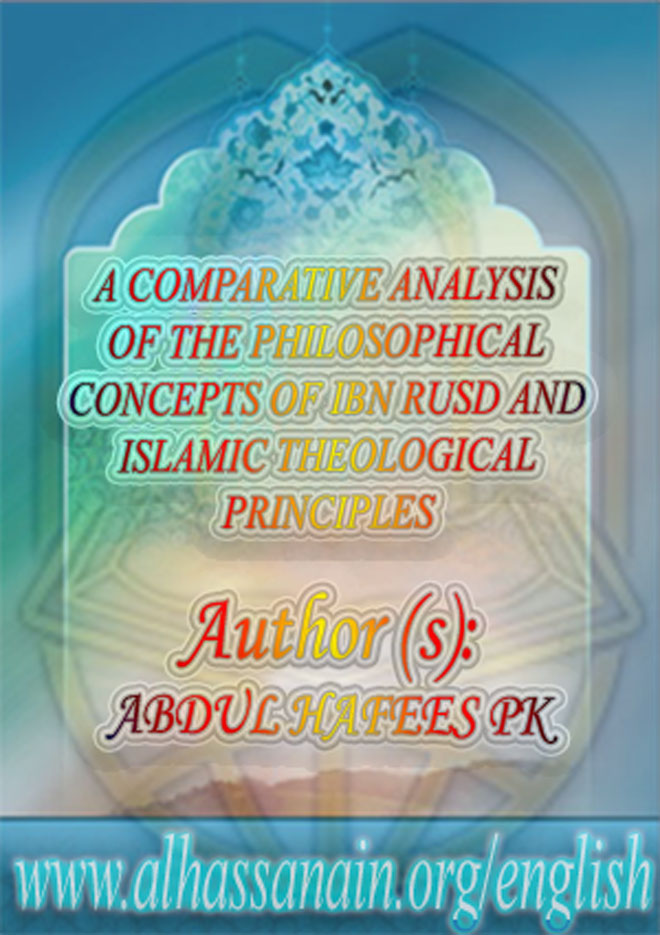 A COMPARATIVE ANALYSIS
OF THE PHILOSOPHICAL
CONCEPTS OF IBN RUSD AND
ISLAMIC THEOLOGICAL
PRINCIPLES
Author (s):
ABDUL HAFEES PK
www.alhassanain.org/english